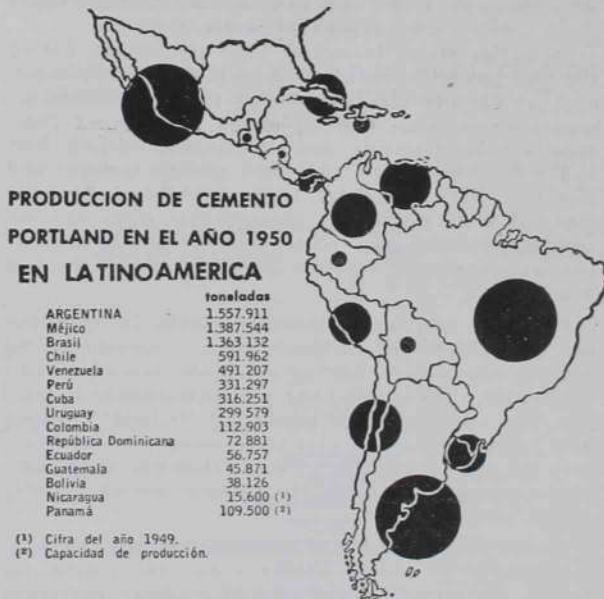 PRODUCCION DE CEMENTO
PORTLAND EN EL AÑO 1950
EN LATINOAMERICA
toneladas
ARGENTINA 1.557.911
Méjico 1.387.544
Brasil 1.363.132
Chile 591.962
Venezuela 491.207
Perú 331.297
Cuba 316.251
Uruguay 299 579
Colombia 112.903
República Dominicana 72 881
Ecuador 56.757
Guatemala 45.871
Bolivia 38.126
Nicaragua 15.600 (¹)
Panamá 109.500 (²)
(¹) Cifra del año 1949.
(²) Capacidad de producción.